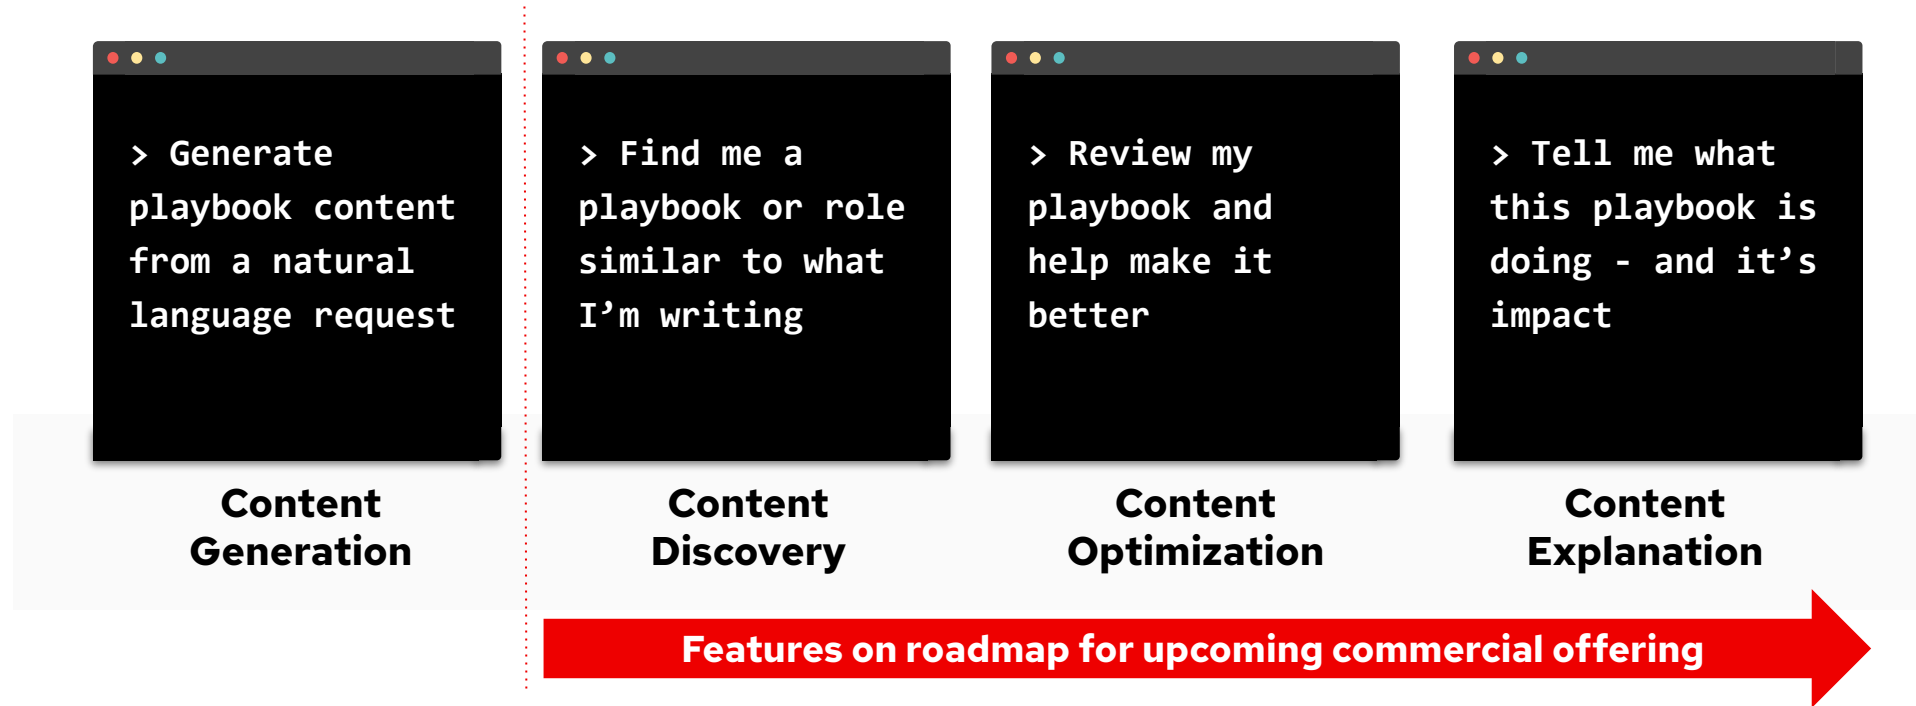 > Generate
playbook content
from a natural
language request
> Find me a
playbook or role
similar to what
I’m writing
> Review my
playbook and
help make it
better
> Tell me what
this playbook is
doing - and it’s
impact
Content
Generation
Content
Discovery
Content
Optimization
Content
Explanation
Features on roadmap for upcoming commercial offering